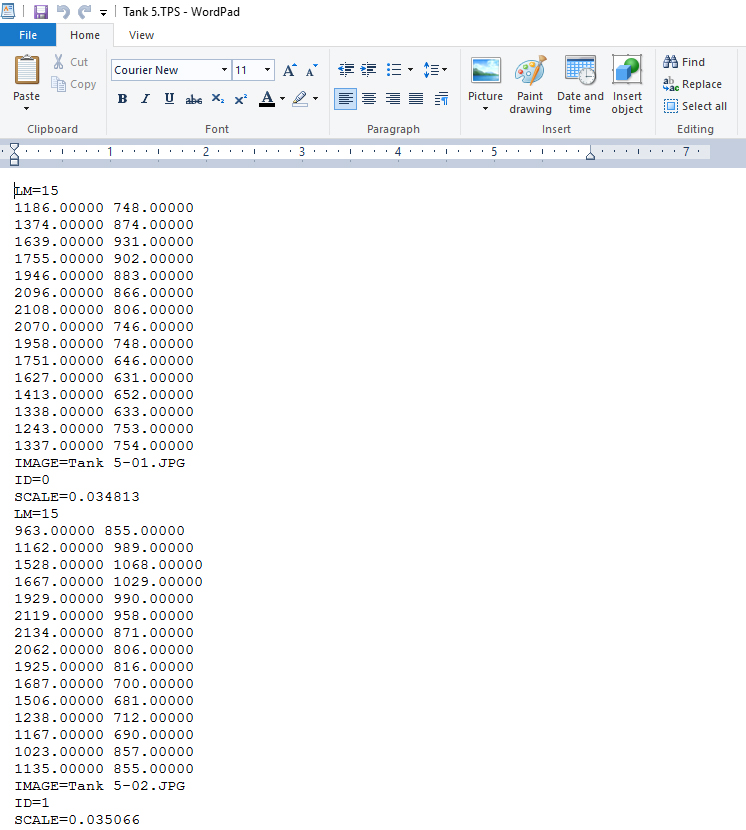 Tank 5.TPS - WordPad
File Home View
Paste
Cut
Copy
Clipboard
Courier New 11 A A
B I U abc X₂ X² A
Font
Paragraph
Picture
Paint drawing
Date and time
Insert object
Insert
Find
Replace
Select all
Editing
1 2 3 4 5 7
LM=15
1186.00000 748.00000
1374.00000 874.00000
1639.00000 931.00000
1755.00000 902.00000
1946.00000 883.00000
2096.00000 866.00000
2108.00000 806.00000
2070.00000 746.00000
1958.00000 748.00000
1751.00000 646.00000
1627.00000 631.00000
1413.00000 652.00000
1338.00000 633.00000
1243.00000 753.00000
1337.00000 754.00000
IMAGE=Tank 5-01.JPG
ID=0
SCALE=0.034813
LM=15
963.00000 855.00000
1162.00000 989.00000
1528.00000 1068.00000
1667.00000 1029.00000
1929.00000 990.00000
2119.00000 958.00000
2134.00000 871.00000
2062.00000 806.00000
1925.00000 816.00000
1687.00000 700.00000
1506.00000 681.00000
1238.00000 712.00000
1167.00000 690.00000
1023.00000 857.00000
1135.00000 855.00000
IMAGE=Tank 5-02.JPG
ID=1
SCALE=0.035066